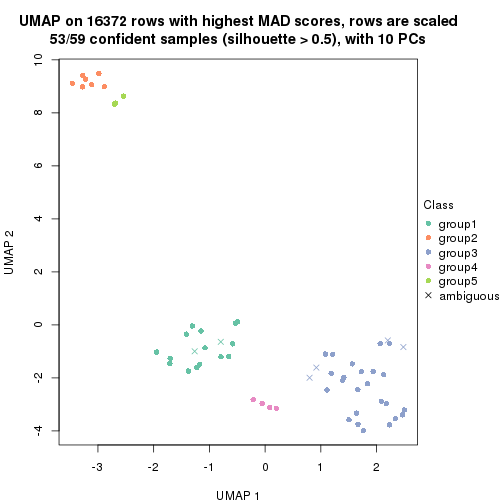 UMAP on 16372 rows with highest MAD scores, rows are scaled
53/59 confident samples (silhouette > 0.5), with 10 PCs
10
8
6
4
2
0
-2
-4
UMAP 2
-3
-2
-1
0
1
2
UMAP 1
Class
group1
group2
group3
group4
group5
ambiguous